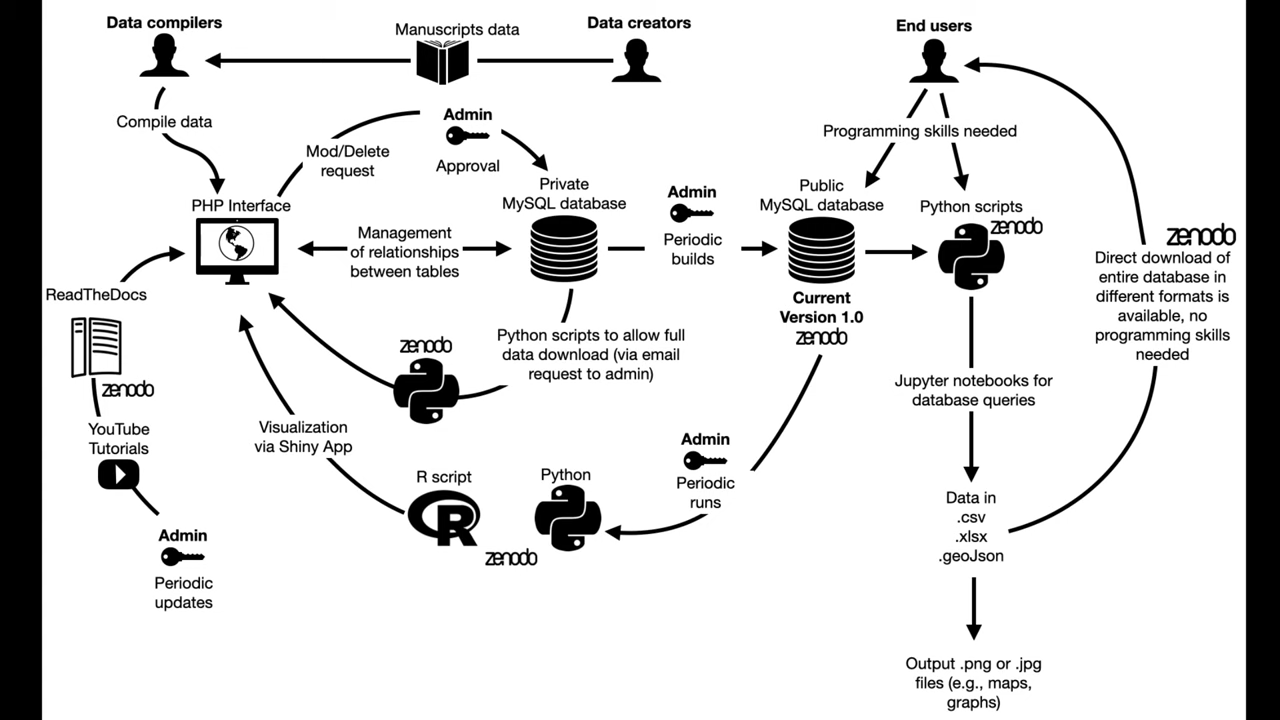 Data compilers
Manuscripts data
Data creators
End users
Compile data
Admin
Approval
Mod/Delete
request
Programming skills needed
PHP Interface
Private
MySQL database
Admin
Periodic
builds
Public
MySQL database
Python scripts
zenodo
Management
of relationships
between tables
Current
Version 1.0
zenodo
zenodo
Direct download of
entire database in
different formats is
available, no
programming skills
needed
ReadTheDocs
zenodo
YouTube
Tutorials
Admin
Periodic
updates
zenodo
Python scripts to allow full
data download (via email
request to admin)
Visualization
via Shiny App
R script
R
zenodo
Python
Admin
Periodic
runs
Jupyter notebooks for
database queries
Data in
.csv
.xlsx
.geoJson
Output .png or .jpg
files (e.g., maps,
graphs)